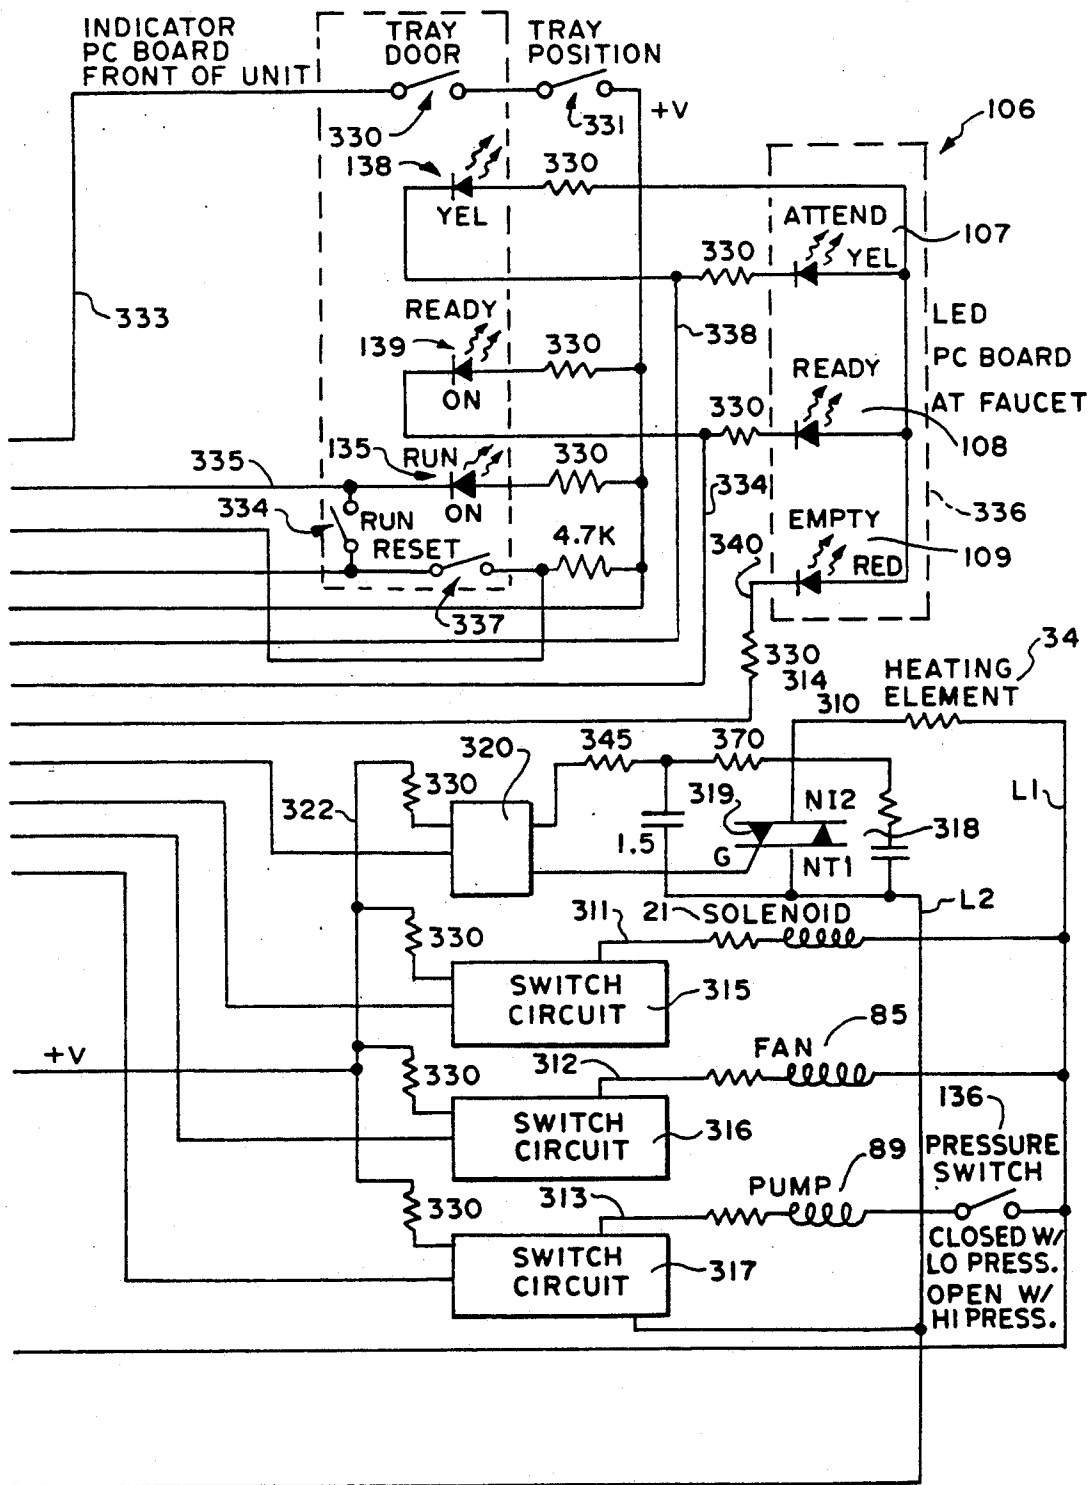 INDICATOR
PC BOARD
FRONT OF UNIT
TRAY
DOOR
TRAY
POSITION
330
331
+V
106
138
330
YEL
ATTEND
107
330
YEL
333
READY
338
LED
PC BOARD
AT FAUCET
139
330
READY
ON
330
108
335
135
RUN
330
334
ON
334
336
RUN
EMPTY
RESET
4.7K
340
RED
109
337
330
314
34
HEATING
ELEMENT
310
320
345
370
330
L1
322
319
NI2
318
1.5
G
NT1
L2
21
SOLENOID
311
330
SWITCH
CIRCUIT
315
85
+V
FAN
312
330
136
SWITCH
CIRCUIT
316
PRESSURE
SWITCH
89
PUMP
313
330
CLOSED W/
LO PRESS.
OPEN W/
HI PRESS.
SWITCH
CIRCUIT
317